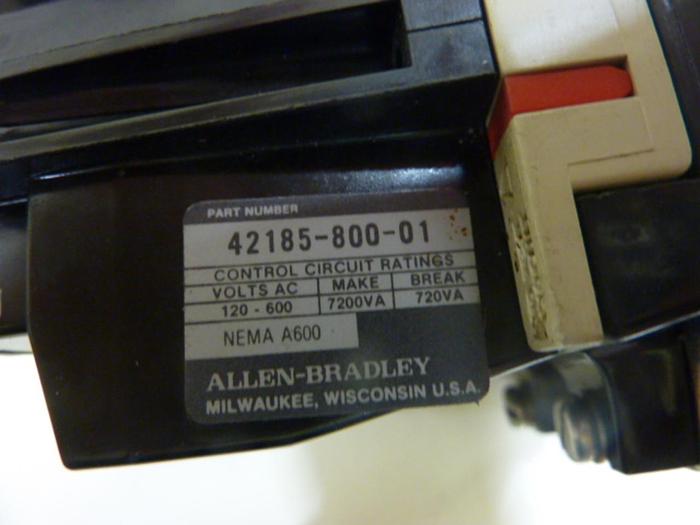 PART NUMBER
42185-800-01
CONTROL CIRCUIT RATINGS
VOLTS AC MAKE BREAK
120 - 600 7200VA 720VA
NEMA A600
ALLEN-BRADLEY
MILWAUKEE, WISCONSIN U.S.A.